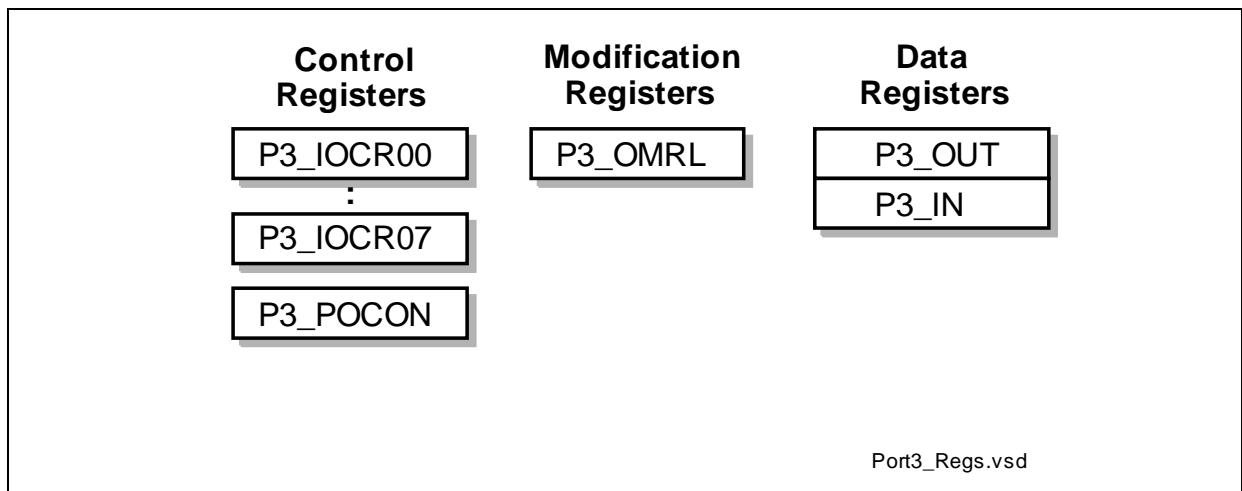 Control
Registers
P3_IOCR00
:
P3_IOCR07
P3_POCON
Modification
Registers
P3_OMRL
Data
Registers
P3_OUT
P3_IN
Port3_Regs.vsd